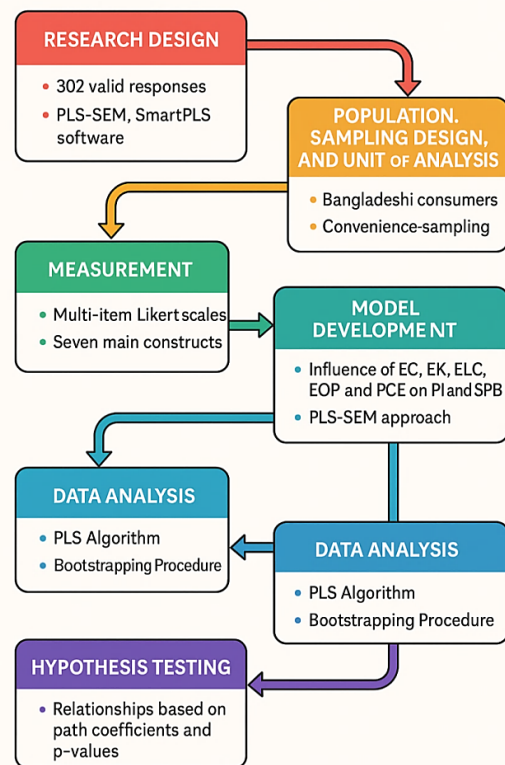 RESEARCH DESIGN
• 302 valid responses
• PLS-SEM, SmartPLS
software
POPULATION.
SAMPLING DESIGN,
AND UNIT OF ANALYSIS
• Bangladeshi consumers
• Convenience-sampling
MEASUREMENT
• Multi-item Likert scales
• Seven main constructs
MODEL
DEVELOPME NT
• Influence of EC, EK, ELC,
EOP and PCE on PI and SPB
• PLS-SEM approach
DATA ANALYSIS
• PLS Algorithm
• Bootstrapping Procedure
DATA ANALYSIS
• PLS Algorithm
• Bootstrapping Procedure
HYPOTHESIS TESTING
• Relationships based on
path coefficients and
p-values